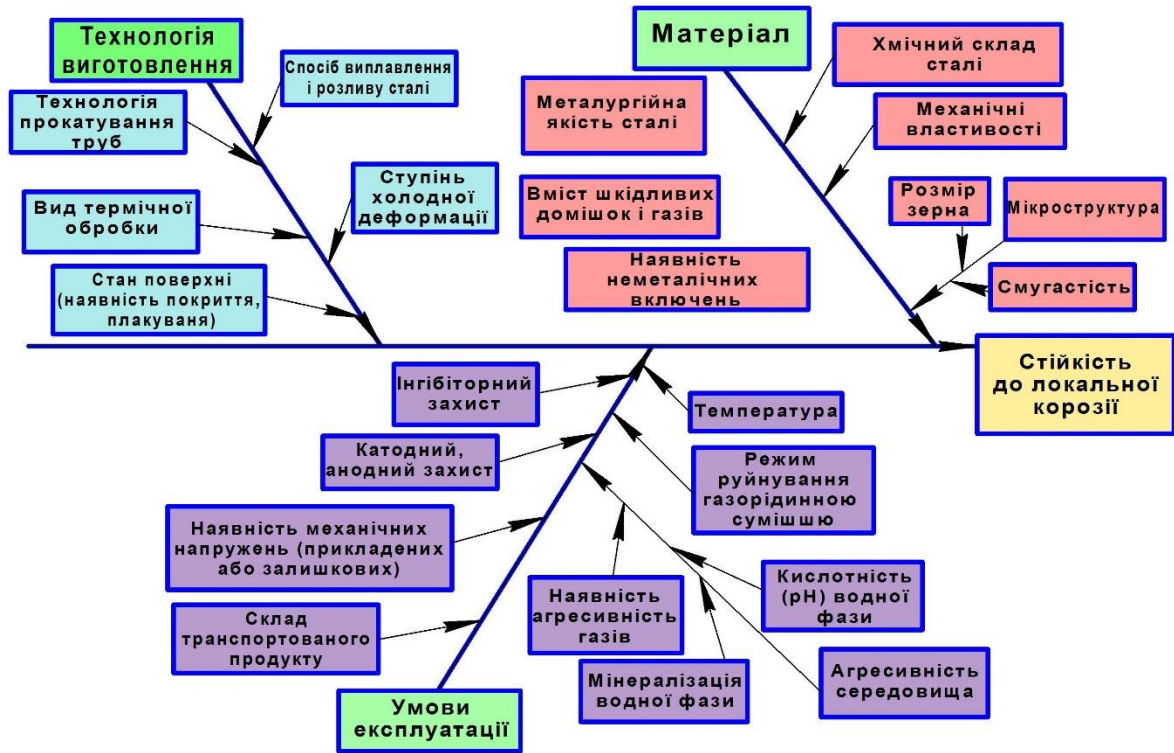 Технологія
виготовлення
Спосіб виплавлення
і розливу сталі
Технологія
прокатування
труб
Вид термічної
обробки
Ступінь
холодної
деформації
Стан поверхні
(наявність покриття,
плакуваня)
Матеріал
Хмічний склад
сталі
Металургійна
якість сталі
Механічні
властивості
Вміст шкідливих
домішок і газів
Розмір
зерна
Мікроструктура
Наявність
неметалічних
включень
Смугастість
Стійкість
до локальної
корозії
Інгібіторний
захист
Температура
Катодний,
анодний захист
Режим
руйнування
газорідинною
сумішшю
Наявність механічних
напружень (прикладених
або залишкових)
Наявність
агресивність
газів
Кислотність
(pH) водної
фази
Склад
транспортованого
продукту
Мінералізація
водної фази
Агресивність
середовища
Умови
експлуатації